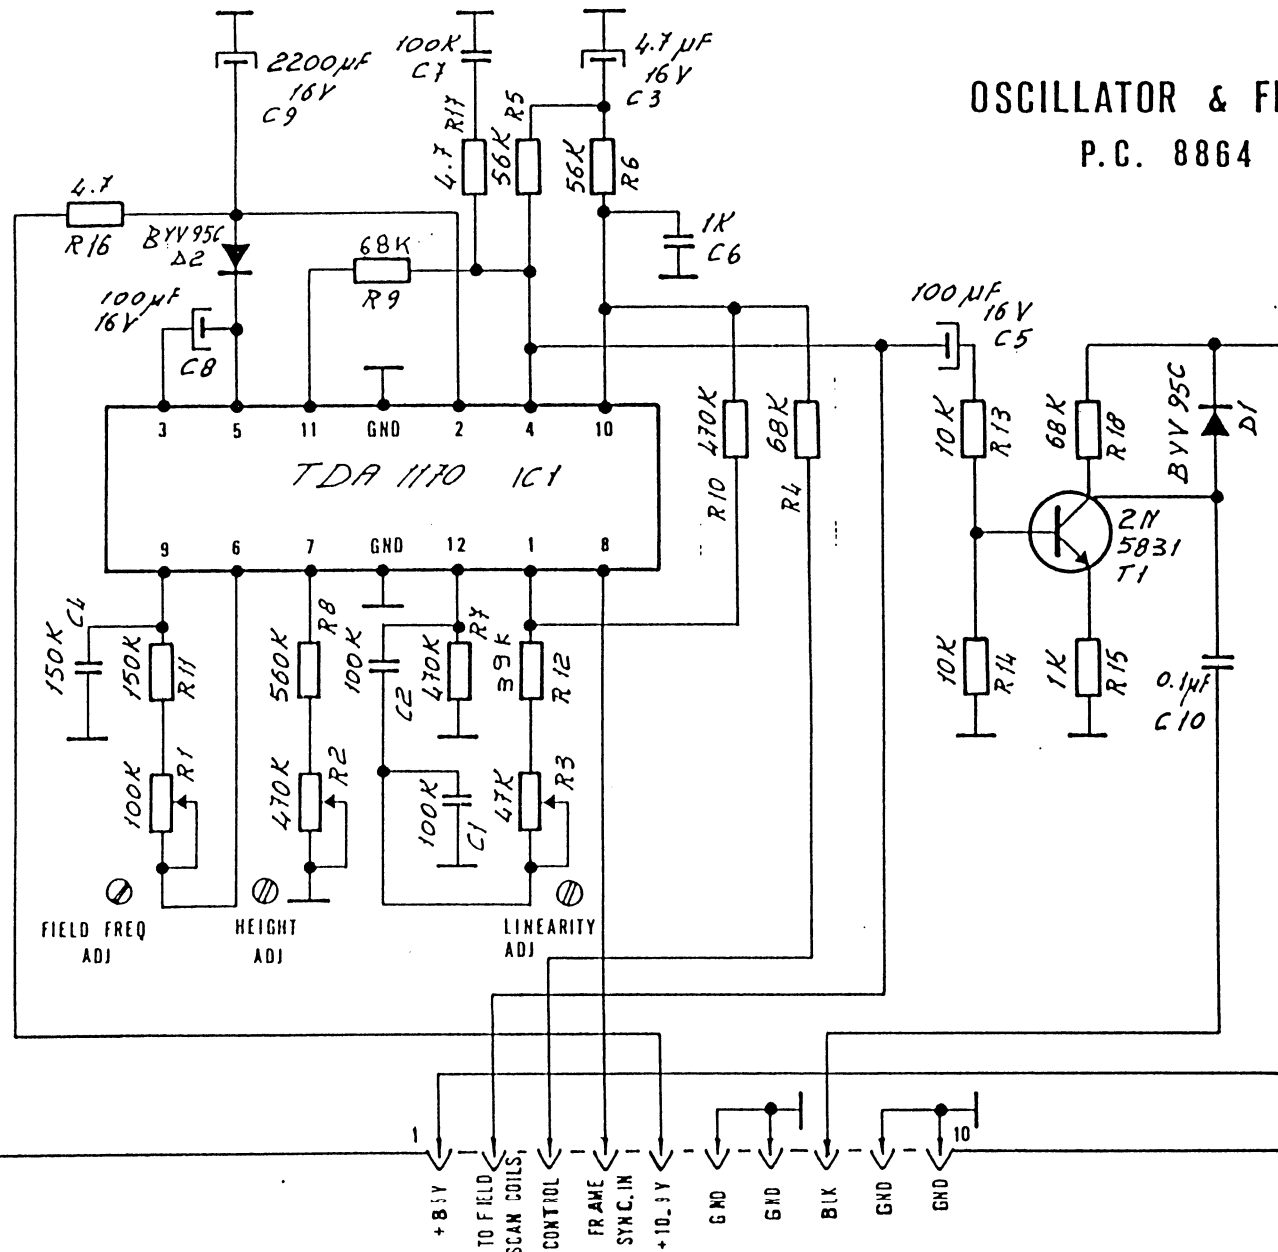 2200µF
16V
C9
100K
C7
4.7µF
16V
C3
OSCILLATOR & F
P.C. 8864
4.7
R17
56K
R5
56K
R6
4.7
R16
BYV95C
D2
68K
R9
1K
C6
100µF
16V
C8
100µF
16V
C5
3
5
11
GND
2
4
10
TDA 1170 IC1
470K
R10
68K
R4
10K
R13
68K
R18
BYV95C
D1
2N
5831
T1
9
6
7
GND
12
1
8
150K
C4
150K
R11
560K
R8
100K
C2
470K
R7
39K
R12
10K
R14
1K
R15
0.1µF
C10
100K
R1
470K
R2
100K
C1
47K
R3
FIELD FREQ
ADJ
HEIGHT
ADJ
LINEARITY
ADJ
1
10
TO FIELD
SCAN COILS
CONTROL
FRAME
SYNC.IN
GND
GND
BLK
GND
GND